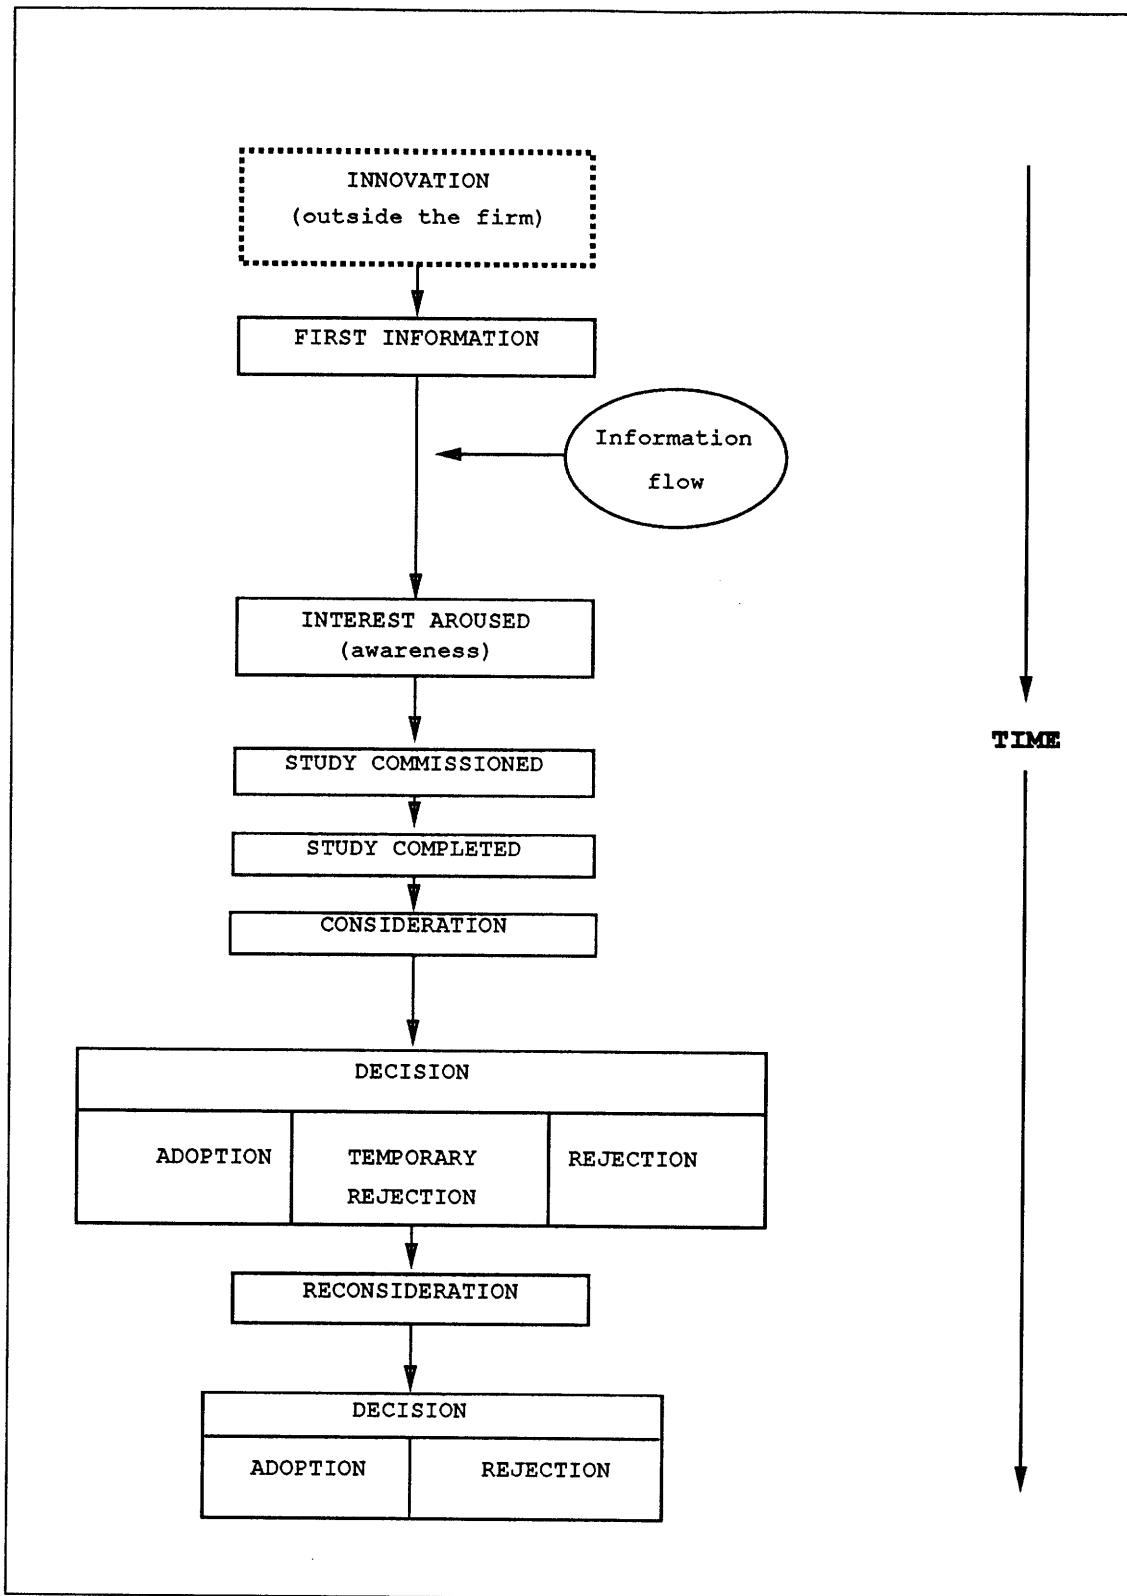 INNOVATION
(outside the firm)
FIRST INFORMATION
Information
flow
INTEREST AROUSED
(awareness)
TIME
STUDY COMMISSIONED
STUDY COMPLETED
CONSIDERATION
DECISION
ADOPTION
TEMPORARY
REJECTION
REJECTION
RECONSIDERATION
DECISION
ADOPTION
REJECTION